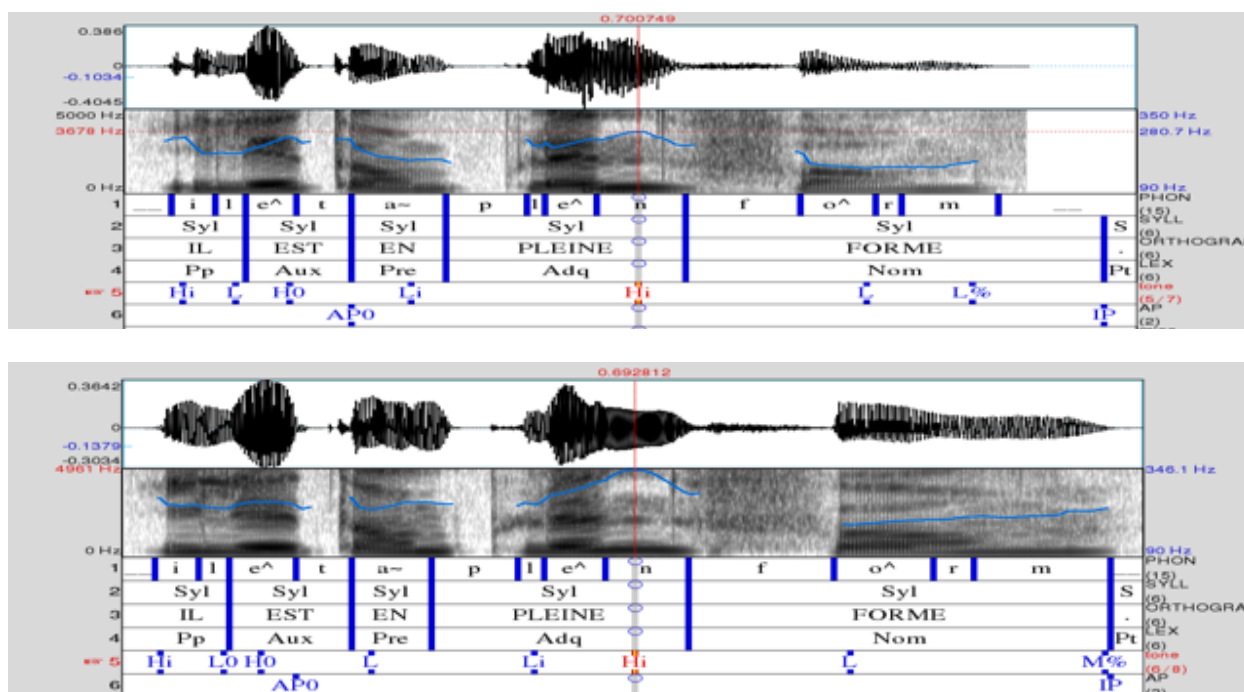 0.700749
0.386
0
-0.1034
-0.4045
5000 Hz 350 Hz
3678 Hz 280.7 Hz
0 Hz 90 Hz
1 __ i l e^ t a~ p l e^ n f o^ r m __ PHON (15)
2 Syl Syl Syl Syl Syl S SYLL (6)
3 IL EST EN PLEINE FORME . ORTHOGRA (6)
4 Pp Aux Pre Adq Nom Pt LEX (6)
5 Hi L H0 Li Hi L L% tone (5/7)
6 AP0 IP AP (2)
0.692812
0.3642
0
-0.1379
-0.3034
4961 Hz 346.1 Hz
0 Hz 90 Hz
1 __ i l e^ t a~ p l e^ n f o^ r m __ PHON (15)
2 Syl Syl Syl Syl Syl S SYLL (6)
3 IL EST EN PLEINE FORME . ORTHOGRA (6)
4 Pp Aux Pre Adq Nom Pt LEX (6)
5 Hi L0 H0 L Li Hi L M% tone (6/8)
6 AP0 IP AP